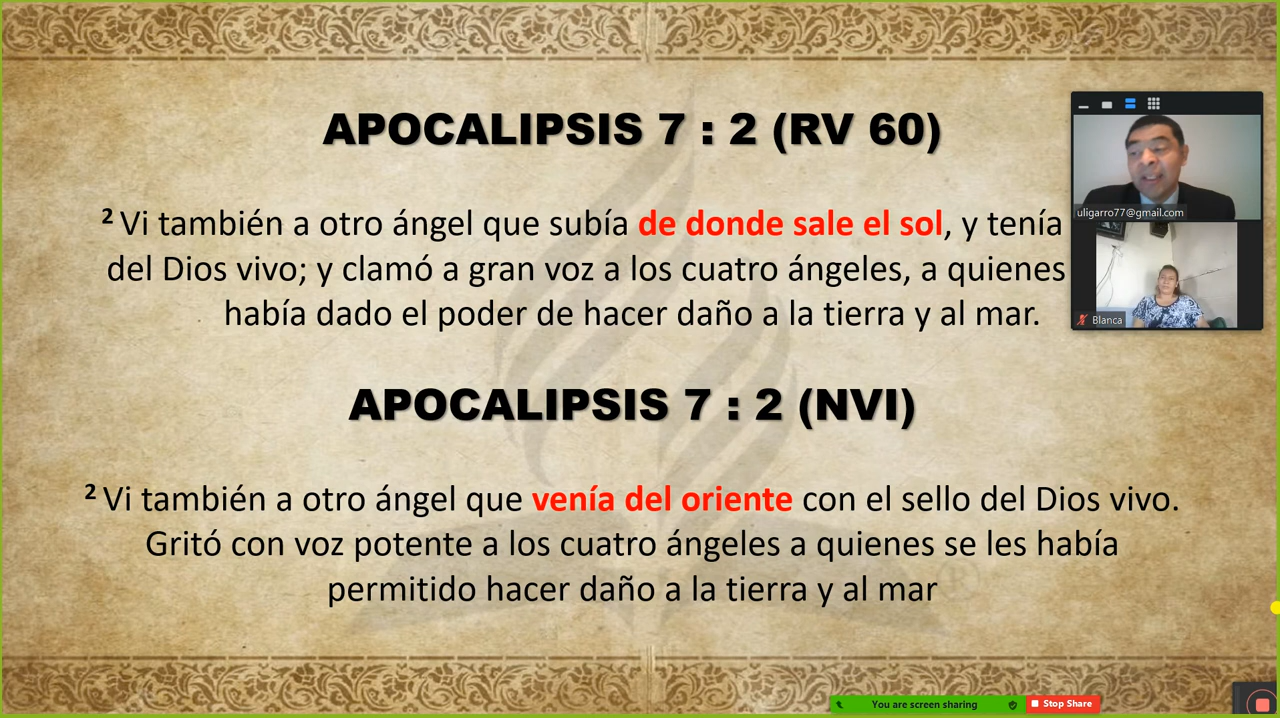 APOCALIPSIS 7 : 2 (RV 60)
2 Vi también a otro ángel que subía de donde sale el sol, y tenía
del Dios vivo; y clamó a gran voz a los cuatro ángeles, a quienes
había dado el poder de hacer daño a la tierra y al mar.
APOCALIPSIS 7 : 2 (NVI)
2 Vi también a otro ángel que venía del oriente con el sello del Dios vivo.
Gritó con voz potente a los cuatro ángeles a quienes se les había
permitido hacer daño a la tierra y al mar
uligarro77@gmail.com
Blanca
You are screen sharing
Stop Share